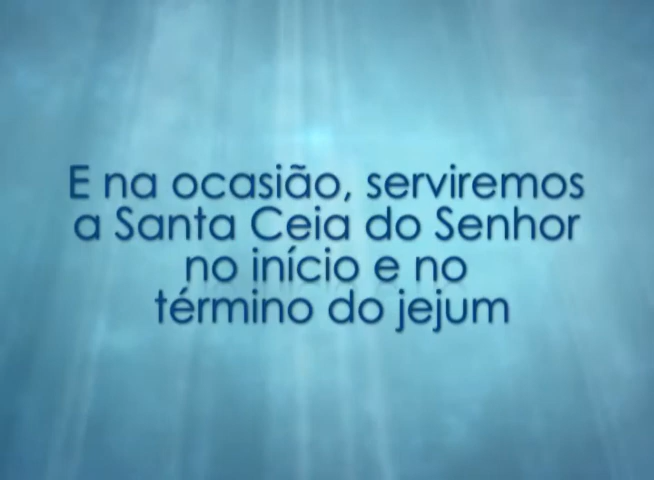 E na ocasião, serviremos
a Santa Ceia do Senhor
no início e no
término do jejum